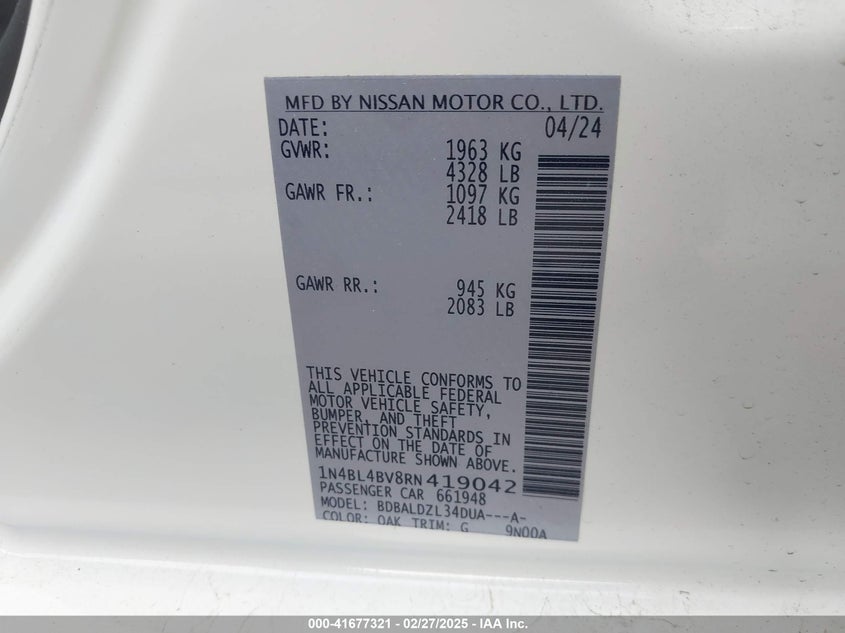 MFD BY NISSAN MOTOR CO., LTD.
DATE: 04/24
GVWR: 1963 KG
4328 LB
GAWR FR.: 1097 KG
2418 LB
GAWR RR.: 945 KG
2083 LB
THIS VEHICLE CONFORMS TO
ALL APPLICABLE FEDERAL
MOTOR VEHICLE SAFETY,
BUMPER, AND THEFT
PREVENTION STANDARDS IN
EFFECT ON THE DATE OF
MANUFACTURE SHOWN ABOVE.
1N4BL4BV8RN419042
PASSENGER CAR 661948
MODEL: BDBALDZL34DUA---A-
COLOR: QAK TRIM: G 9N00A
000-41677321 - 02/27/2025 - IAA Inc.